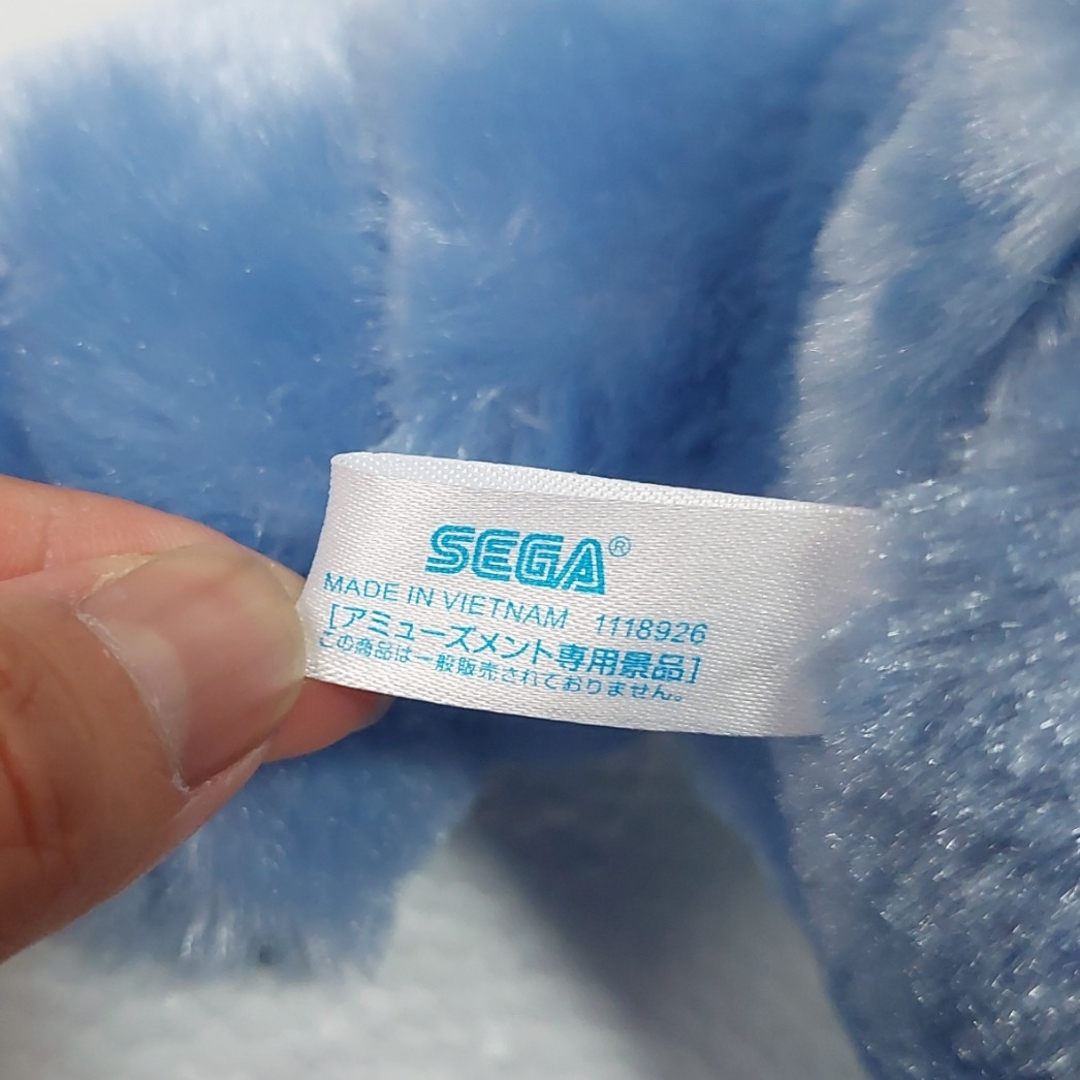 SEGA®
MADE IN VIETNAM 1118926
[アミューズメント専用景品]
この商品は一般販売されておりません。